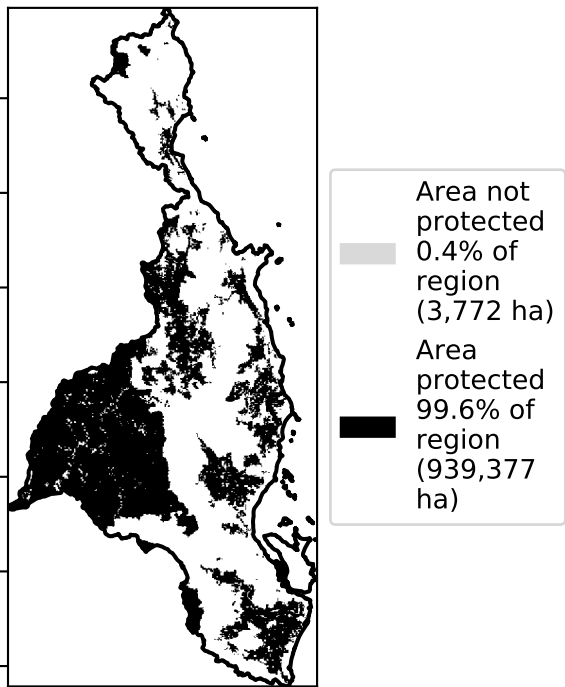 Area not
protected
0.4% of
region
(3,772 ha)
Area
protected
99.6% of
region
(939,377
ha)